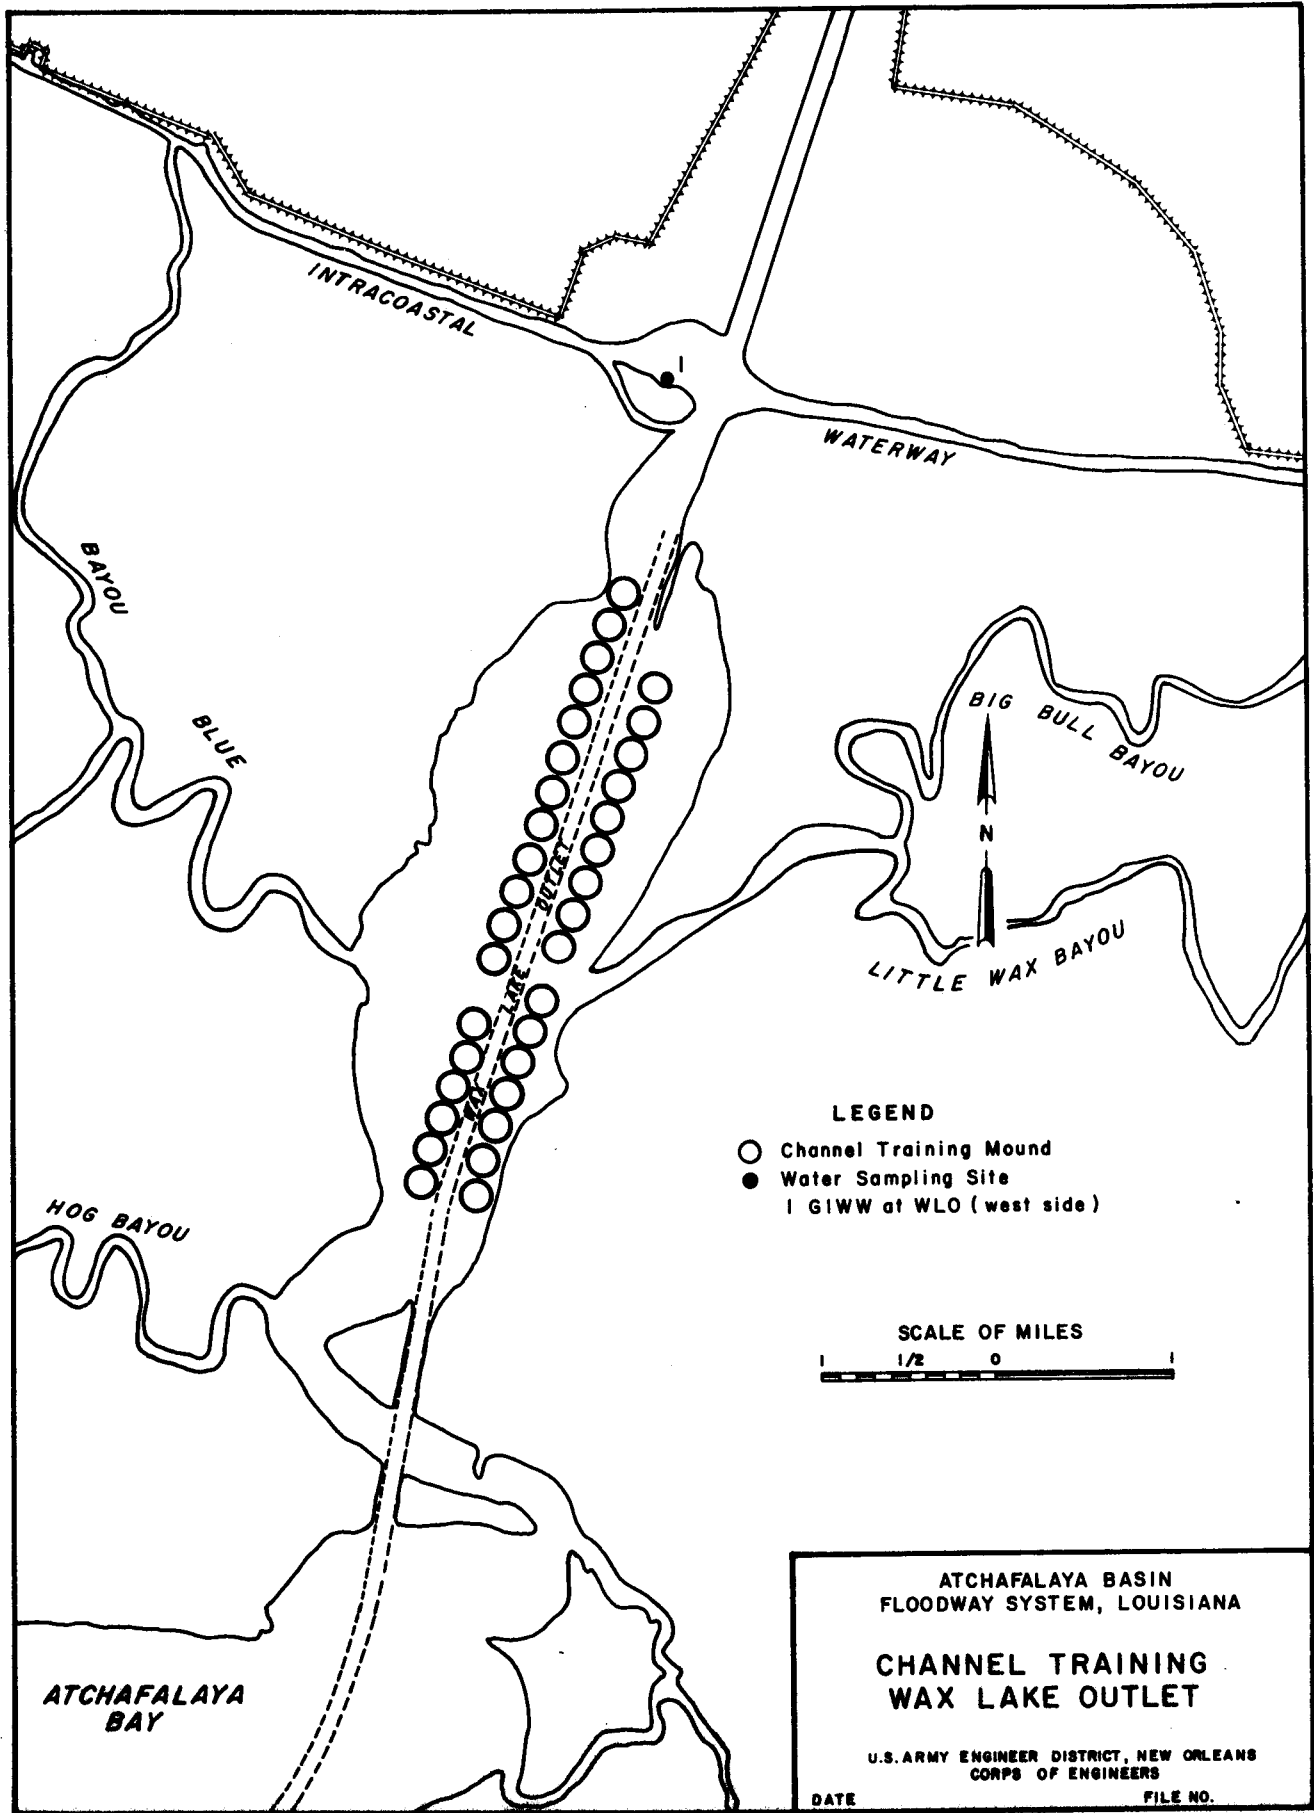 INTRACOASTAL
1
WATERWAY
BAYOU
BLUE
BIG BULL BAYOU
N
OUTLET
LAKE
WAX
LITTLE WAX BAYOU
LEGEND
Channel Training Mound
Water Sampling Site
1 GIWW at WLO (west side)
HOG BAYOU
SCALE OF MILES
1 1/2 0 1
ATCHAFALAYA
BAY
ATCHAFALAYA BASIN
FLOODWAY SYSTEM, LOUISIANA
CHANNEL TRAINING
WAX LAKE OUTLET
U.S. ARMY ENGINEER DISTRICT, NEW ORLEANS
CORPS OF ENGINEERS
DATE FILE NO.